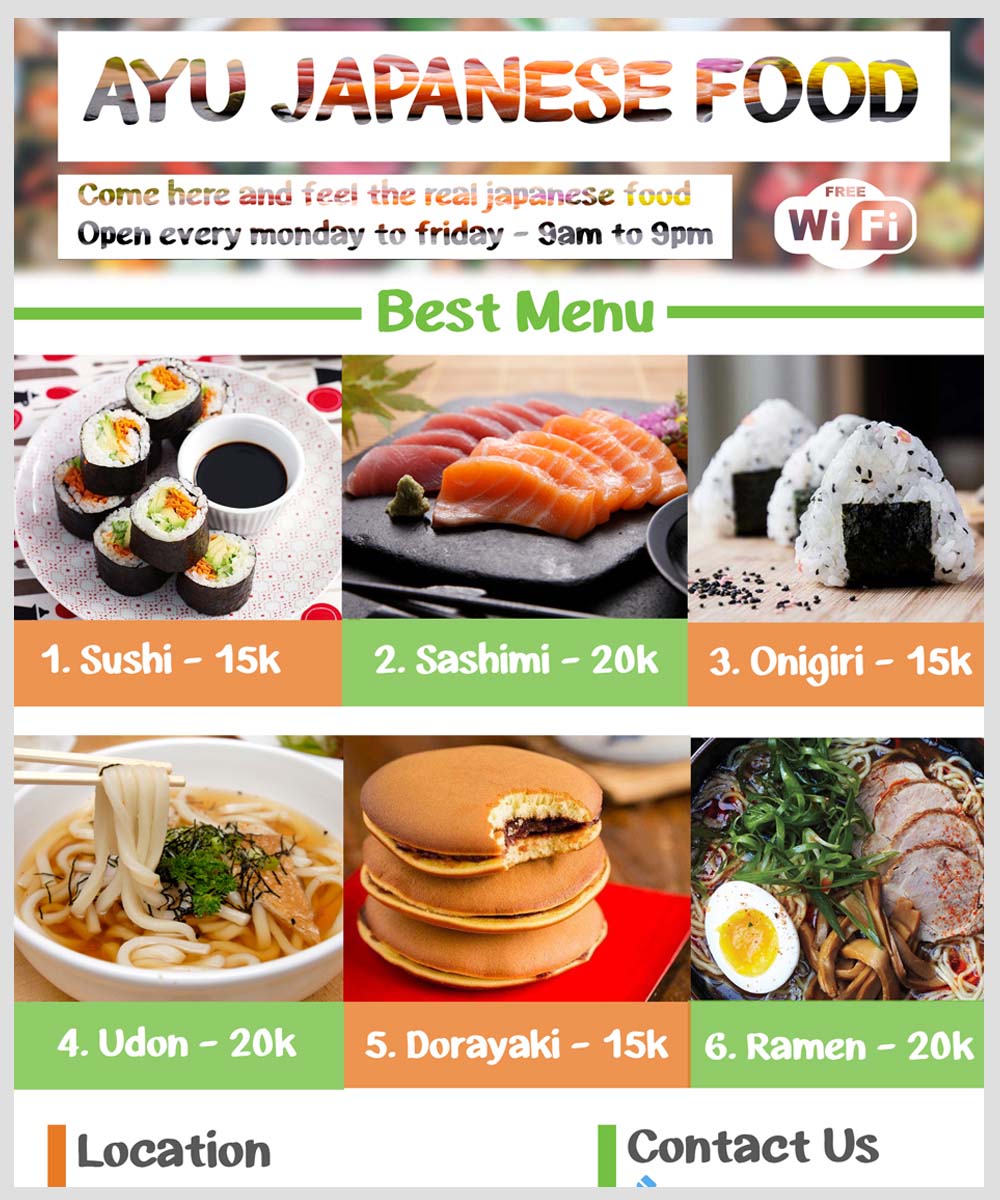 AYU JAPANESE FOOD
Come here and feel the real japanese food
Open every monday to friday - 9am to 9pm
FREE
Wi Fi
Best Menu
1. Sushi - 15k
2. Sashimi - 20k
3. Onigiri - 15k
4. Udon - 20k
5. Dorayaki - 15k
6. Ramen - 20k
Location
Contact Us